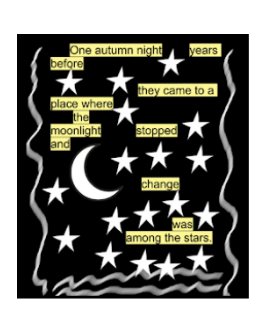 One autumn night years
before
they came to a
place where
the
moonlight stopped
and
change
was
among the stars.